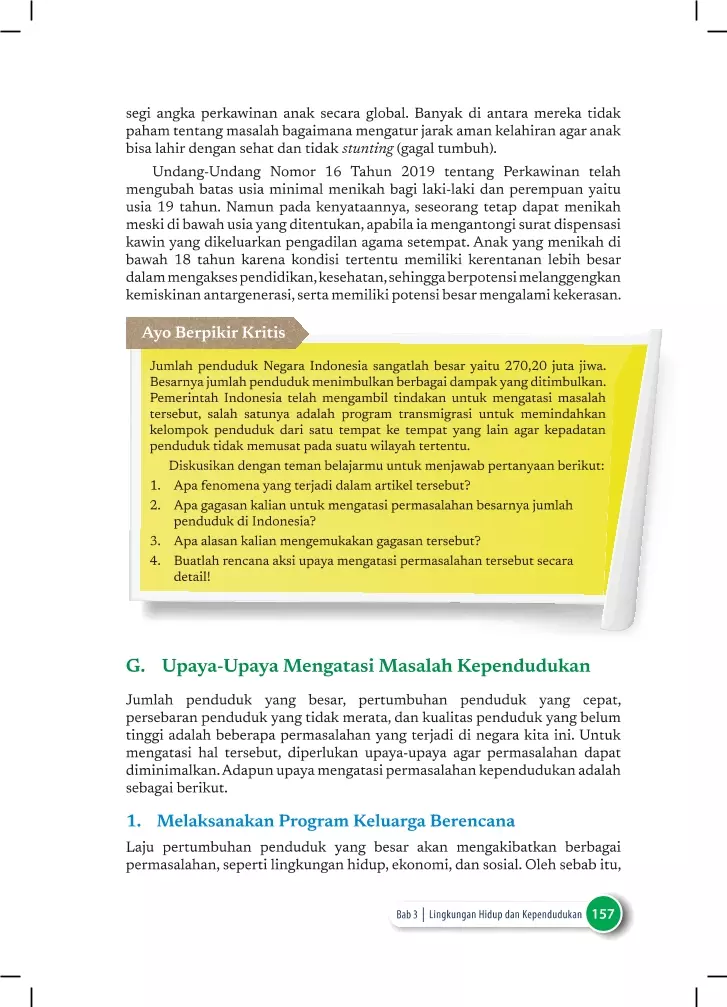 segi angka perkawinan anak secara global. Banyak di antara mereka tidak
paham tentang masalah bagaimana mengatur jarak aman kelahiran agar anak
bisa lahir dengan sehat dan tidak stunting (gagal tumbuh).
Undang-Undang Nomor 16 Tahun 2019 tentang Perkawinan telah
mengubah batas usia minimal menikah bagi laki-laki dan perempuan yaitu
usia 19 tahun. Namun pada kenyataannya, seseorang tetap dapat menikah
meski di bawah usia yang ditentukan, apabila ia mengantongi surat dispensasi
kawin yang dikeluarkan pengadilan agama setempat. Anak yang menikah di
bawah 18 tahun karena kondisi tertentu memiliki kerentanan lebih besar
dalam mengakses pendidikan, kesehatan, sehingga berpotensi melanggengkan
kemiskinan antargenerasi, serta memiliki potensi besar mengalami kekerasan.
Ayo Berpikir Kritis
Jumlah penduduk Negara Indonesia sangatlah besar yaitu 270,20 juta jiwa.
Besarnya jumlah penduduk menimbulkan berbagai dampak yang ditimbulkan.
Pemerintah Indonesia telah mengambil tindakan untuk mengatasi masalah
tersebut, salah satunya adalah program transmigrasi untuk memindahkan
kelompok penduduk dari satu tempat ke tempat yang lain agar kepadatan
penduduk tidak memusat pada suatu wilayah tertentu.
Diskusikan dengan teman belajarmu untuk menjawab pertanyaan berikut:
1. Apa fenomena yang terjadi dalam artikel tersebut?
2. Apa gagasan kalian untuk mengatasi permasalahan besarnya jumlah
penduduk di Indonesia?
3. Apa alasan kalian mengemukakan gagasan tersebut?
4. Buatlah rencana aksi upaya mengatasi permasalahan tersebut secara
detail!
G. Upaya-Upaya Mengatasi Masalah Kependudukan
Jumlah penduduk yang besar, pertumbuhan penduduk yang cepat,
persebaran penduduk yang tidak merata, dan kualitas penduduk yang belum
tinggi adalah beberapa permasalahan yang terjadi di negara kita ini. Untuk
mengatasi hal tersebut, diperlukan upaya-upaya agar permasalahan dapat
diminimalkan. Adapun upaya mengatasi permasalahan kependudukan adalah
sebagai berikut.
1. Melaksanakan Program Keluarga Berencana
Laju pertumbuhan penduduk yang besar akan mengakibatkan berbagai
permasalahan, seperti lingkungan hidup, ekonomi, dan sosial. Oleh sebab itu,
Bab 3 | Lingkungan Hidup dan Kependudukan 157